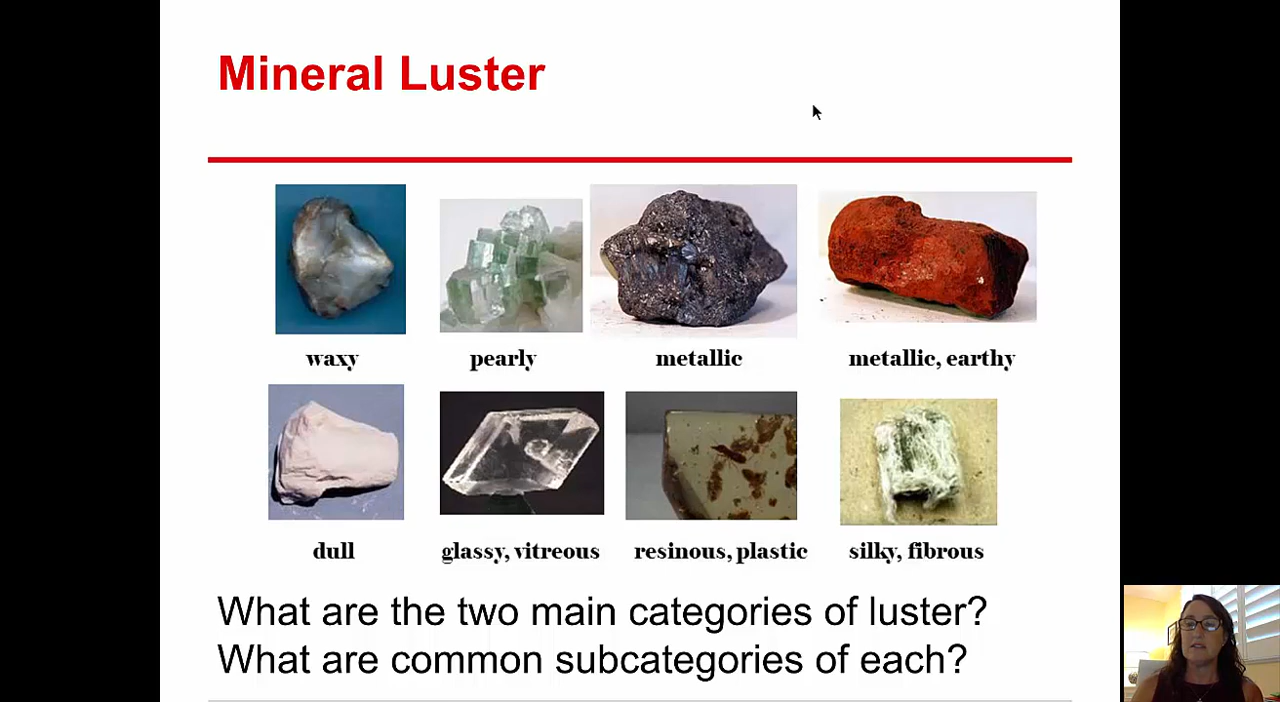 Mineral Luster
waxy
pearly
metallic
metallic, earthy
dull
glassy, vitreous
resinous, plastic
silky, fibrous
What are the two main categories of luster?
What are common subcategories of each?